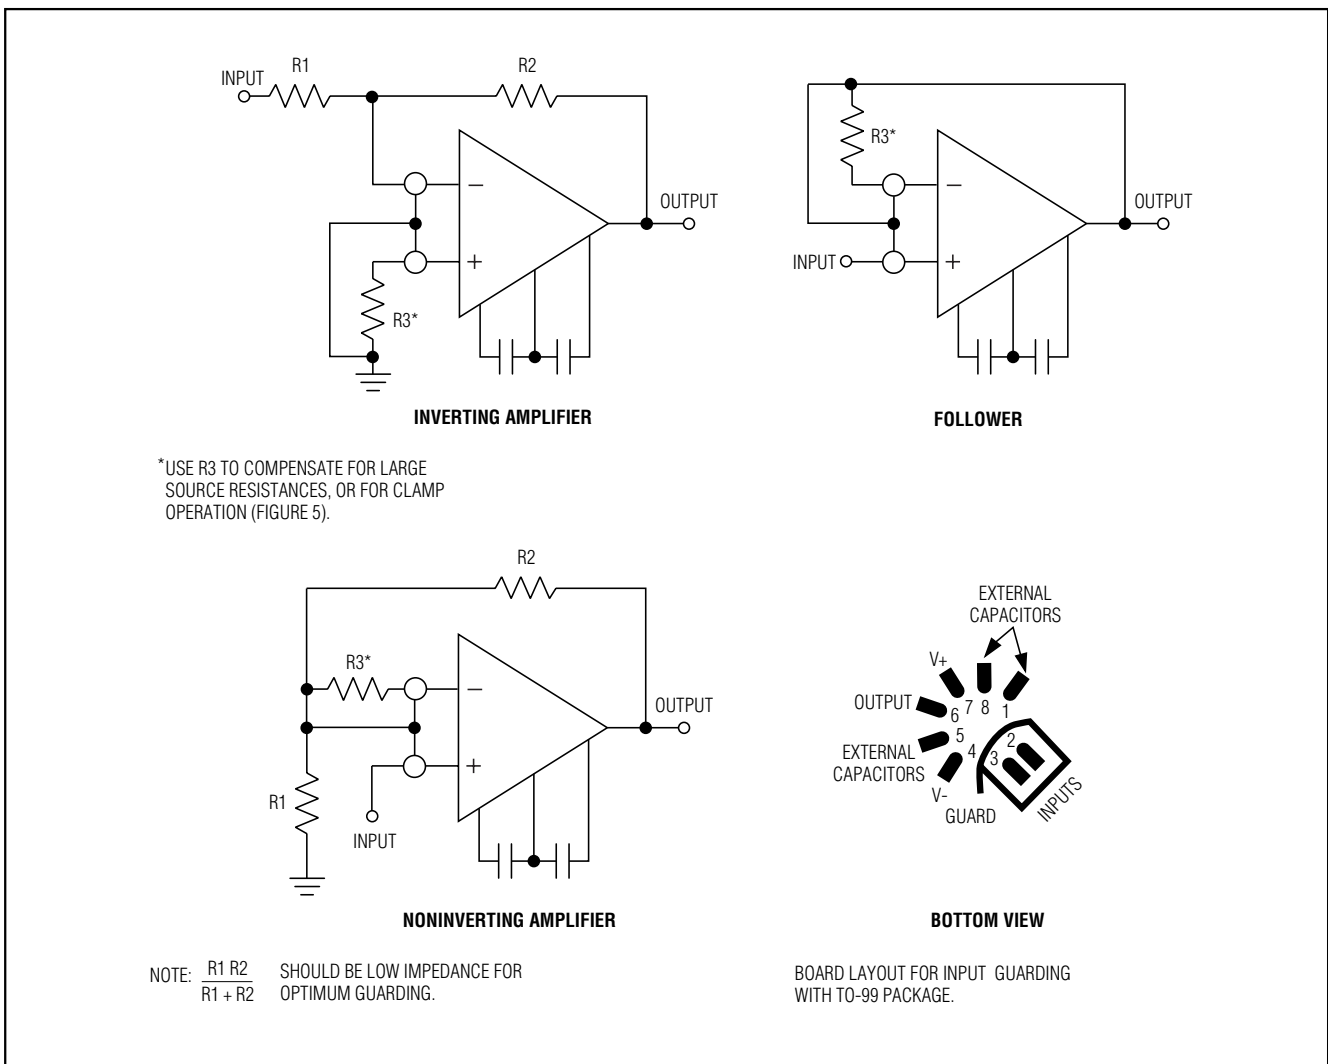 INPUT
R1
R2
−
+
R3*
OUTPUT
INVERTING AMPLIFIER
R3*
−
+
INPUT
OUTPUT
FOLLOWER
*USE R3 TO COMPENSATE FOR LARGE
SOURCE RESISTANCES, OR FOR CLAMP
OPERATION (FIGURE 5).
R2
R3*
−
+
R1
INPUT
OUTPUT
NONINVERTING AMPLIFIER
NOTE: R1 R2
R1 + R2
SHOULD BE LOW IMPEDANCE FOR
OPTIMUM GUARDING.
EXTERNAL
CAPACITORS
V+
OUTPUT
EXTERNAL
CAPACITORS
V-
GUARD
INPUTS
7
8
1
6
5
4
3
2
BOTTOM VIEW
BOARD LAYOUT FOR INPUT GUARDING
WITH TO-99 PACKAGE.